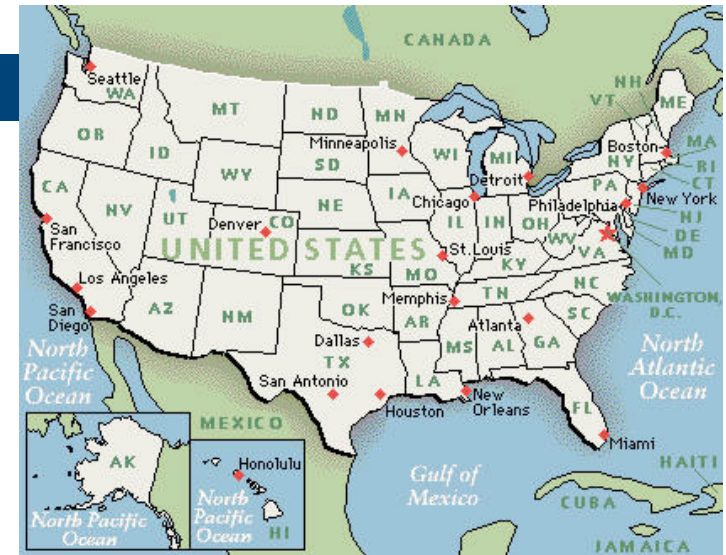 CANADA
Seattle
WA
MT
ND
MN
NH
VT
ME
OR
ID
Minneapolis
WI
MI
Boston
MA
NY
RI
SD
WY
Detroit
CT
CA
IA
Chicago
PA
New York
NV
UT
NE
Philadelphia
NJ
Denver
CO
IL
IN
OH
DE
San
Francisco
WV
MD
UNITED STATES
St.Louis
VA
KS
MO
KY
Los Angeles
NC
WASHINGTON,
D.C.
TN
AZ
NM
OK
Memphis
San
Diego
AR
SC
Atlanta
Dallas
MS
AL
GA
North
Pacific
Ocean
TX
North
Atlantic
Ocean
San Antonio
LA
Houston
New
Orleans
FL
MEXICO
Miami
AK
Honolulu
Gulf of
Mexico
HAITI
North
Pacific
Ocean
CUBA
North Pacific
Ocean
HI
JAMAICA